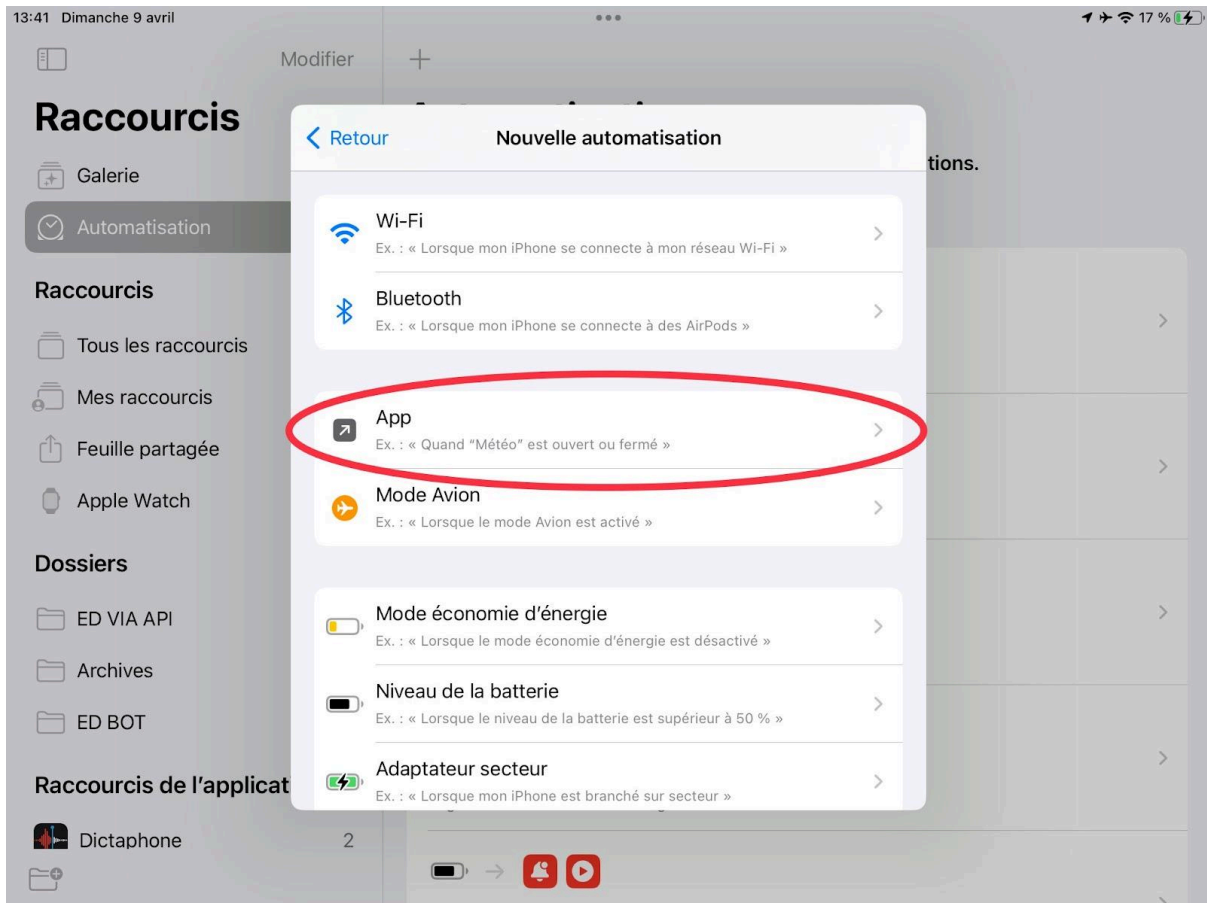 13:41 Dimanche 9 avril
17 %
Modifier
Raccourcis
Galerie
Automatisation
Raccourcis
Tous les raccourcis
Mes raccourcis
Feuille partagée
Apple Watch
Dossiers
ED VIA API
Archives
ED BOT
Raccourcis de l’applicat
Dictaphone 2
tions.
Retour
Nouvelle automatisation
Wi-Fi
Ex. : « Lorsque mon iPhone se connecte à mon réseau Wi-Fi »
Bluetooth
Ex. : « Lorsque mon iPhone se connecte à des AirPods »
App
Ex. : « Quand “Météo” est ouvert ou fermé »
Mode Avion
Ex. : « Lorsque le mode Avion est activé »
Mode économie d’énergie
Ex. : « Lorsque le mode économie d’énergie est désactivé »
Niveau de la batterie
Ex. : « Lorsque le niveau de la batterie est supérieur à 50 % »
Adaptateur secteur
Ex. : « Lorsque mon iPhone est branché sur secteur »